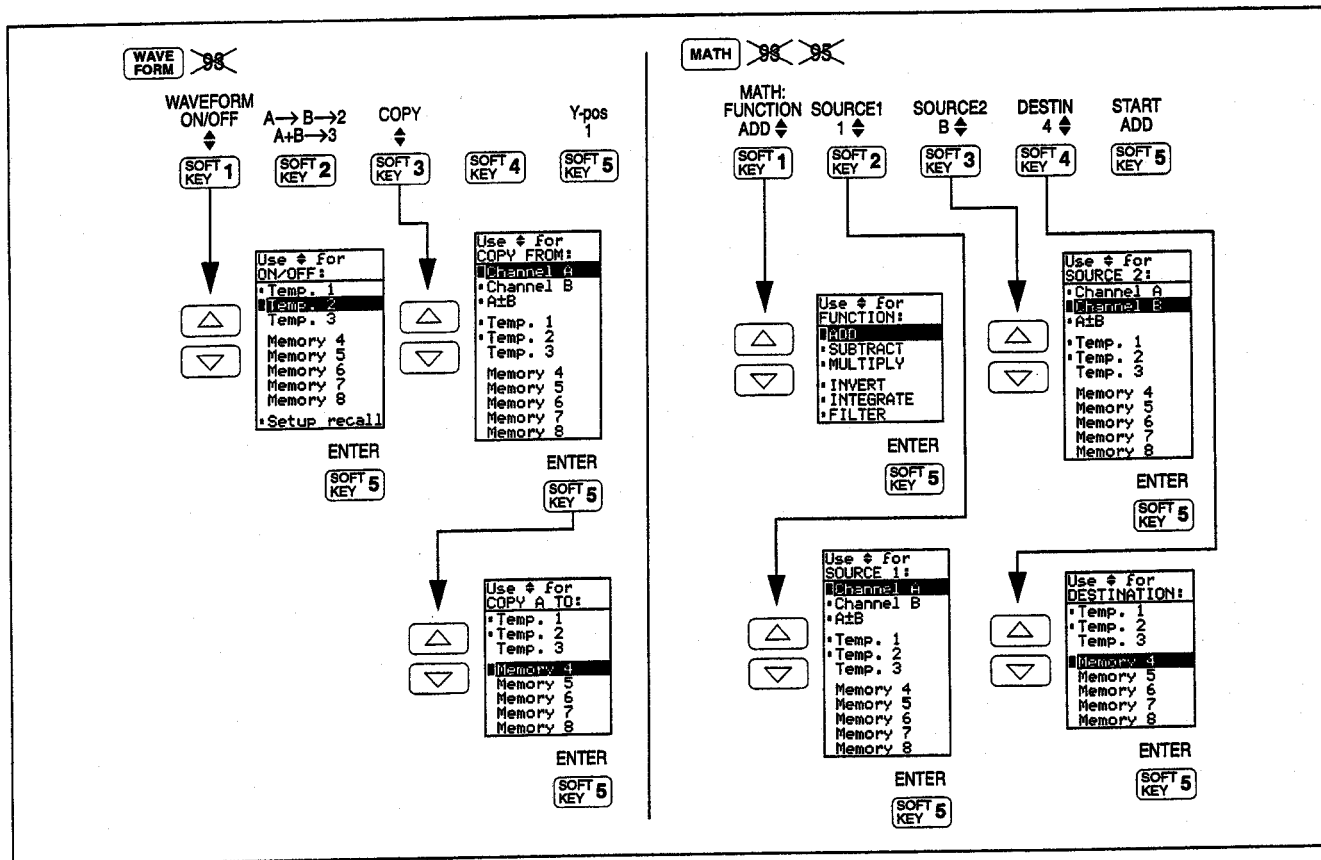 WAVE
FORM
93
WAVEFORM
ON/OFF
A→ B→2
A+B→3
COPY
Y-pos
1
SOFT
KEY 1
SOFT
KEY 2
SOFT
KEY 3
SOFT
KEY 4
SOFT
KEY 5
Use ♦ for
ON/OFF:
Temp. 1
Temp. 2
Temp. 3
Memory 4
Memory 5
Memory 6
Memory 7
Memory 8
Setup recall
ENTER
SOFT
KEY 5
Use ♦ for
COPY FROM:
Channel A
Channel B
A±B
Temp. 1
Temp. 2
Temp. 3
Memory 4
Memory 5
Memory 6
Memory 7
Memory 8
ENTER
SOFT
KEY 5
Use ♦ for
COPY A TO:
Temp. 1
Temp. 2
Temp. 3
Memory 4
Memory 5
Memory 6
Memory 7
Memory 8
ENTER
SOFT
KEY 5
MATH 93 95
MATH:
FUNCTION
ADD
SOURCE1
1
SOURCE2
B
DESTIN
4
START
ADD
SOFT
KEY 1
SOFT
KEY 2
SOFT
KEY 3
SOFT
KEY 4
SOFT
KEY 5
Use ♦ for
FUNCTION:
ADD
SUBTRACT
MULTIPLY
INVERT
INTEGRATE
FILTER
ENTER
SOFT
KEY 5
Use ♦ for
SOURCE 2:
Channel A
Channel B
A±B
Temp. 1
Temp. 2
Temp. 3
Memory 4
Memory 5
Memory 6
Memory 7
Memory 8
ENTER
SOFT
KEY 5
Use ♦ for
SOURCE 1:
Channel A
Channel B
A±B
Temp. 1
Temp. 2
Temp. 3
Memory 4
Memory 5
Memory 6
Memory 7
Memory 8
ENTER
SOFT
KEY 5
Use ♦ for
DESTINATION:
Temp. 1
Temp. 2
Temp. 3
Memory 4
Memory 5
Memory 6
Memory 7
Memory 8
ENTER
SOFT
KEY 5